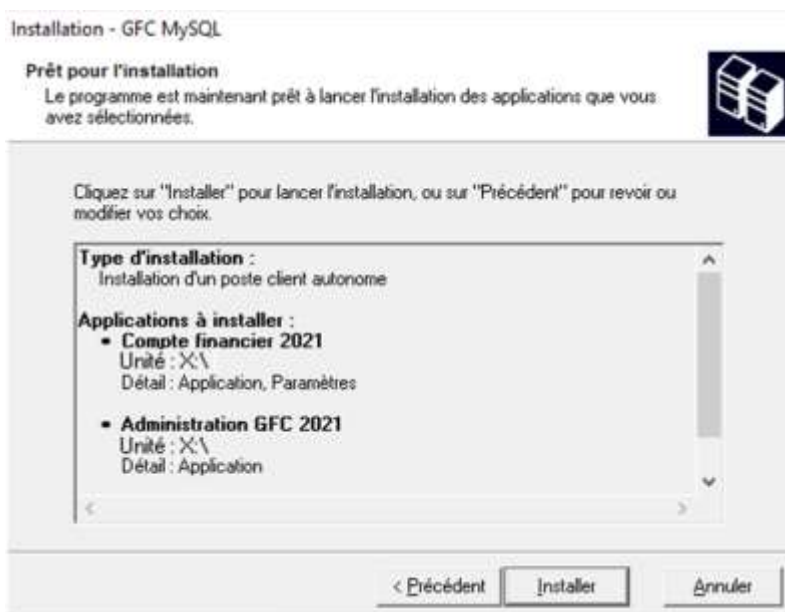 Installation - GFC MySQL
Prêt pour l'installation
Le programme est maintenant prêt à lancer l'installation des applications que vous
avez sélectionnées.
Cliquez sur "Installer" pour lancer l'installation, ou sur "Précédent" pour revoir ou
modifier vos choix.
Type d'installation :
Installation d'un poste client autonome
Applications à installer :
• Compte financier 2021
Unité : X:\
Détail : Application, Paramètres
• Administration GFC 2021
Unité : X:\
Détail : Application
< Précédent
Installer
Annuler